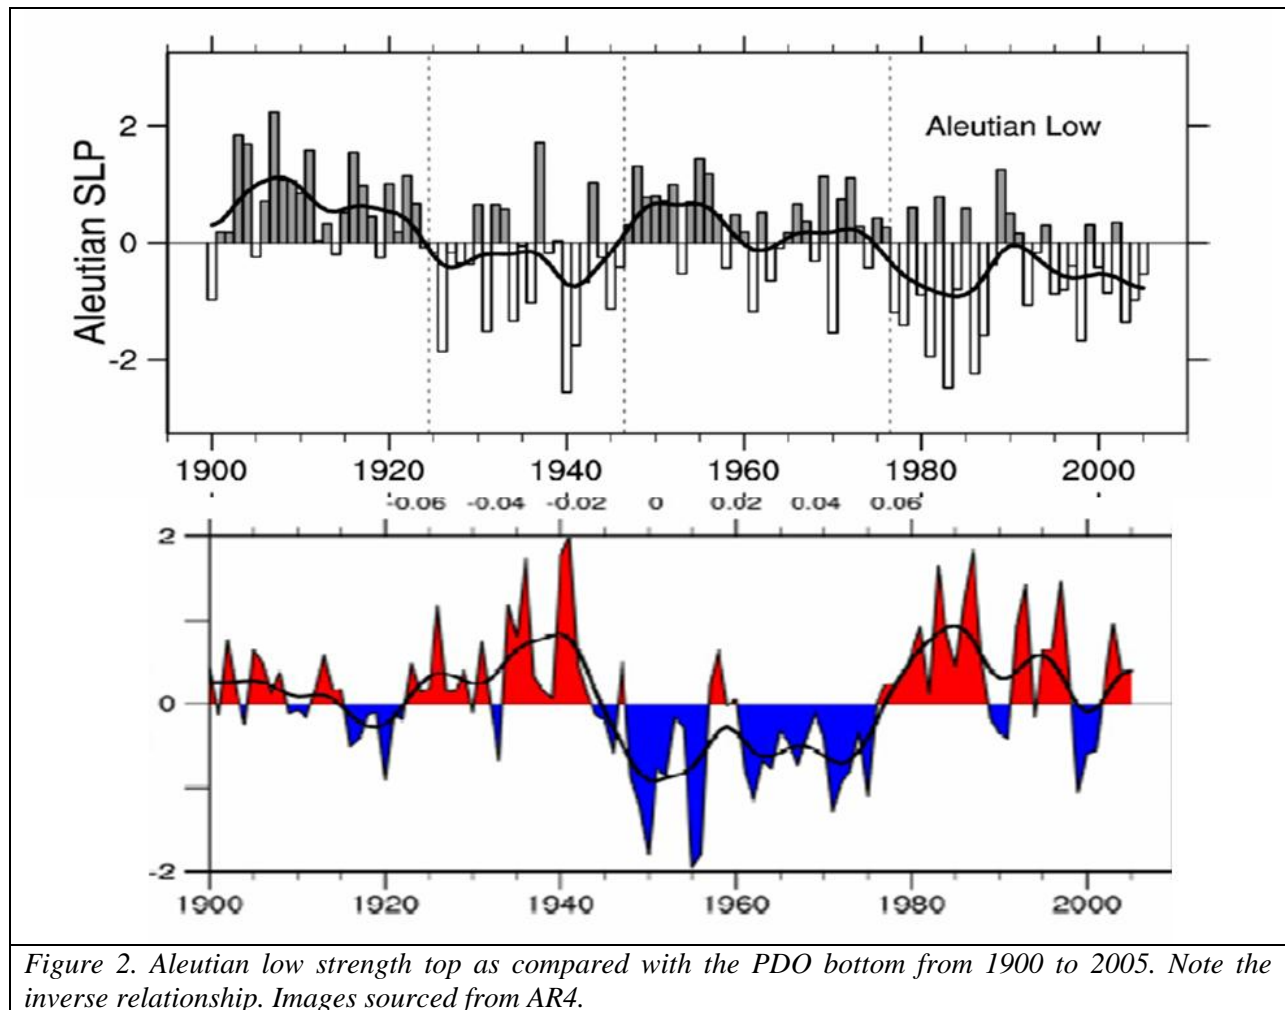 Aleutian Low
Aleutian SLP
2
0
-2
1900 1920 1940 1960 1980 2000
-0.06 -0.04 -0.02 0 0.02 0.04 0.06
2
0
-2
1900 1920 1940 1960 1980 2000
Figure 2. Aleutian low strength top as compared with the PDO bottom from 1900 to 2005. Note the
inverse relationship. Images sourced from AR4.